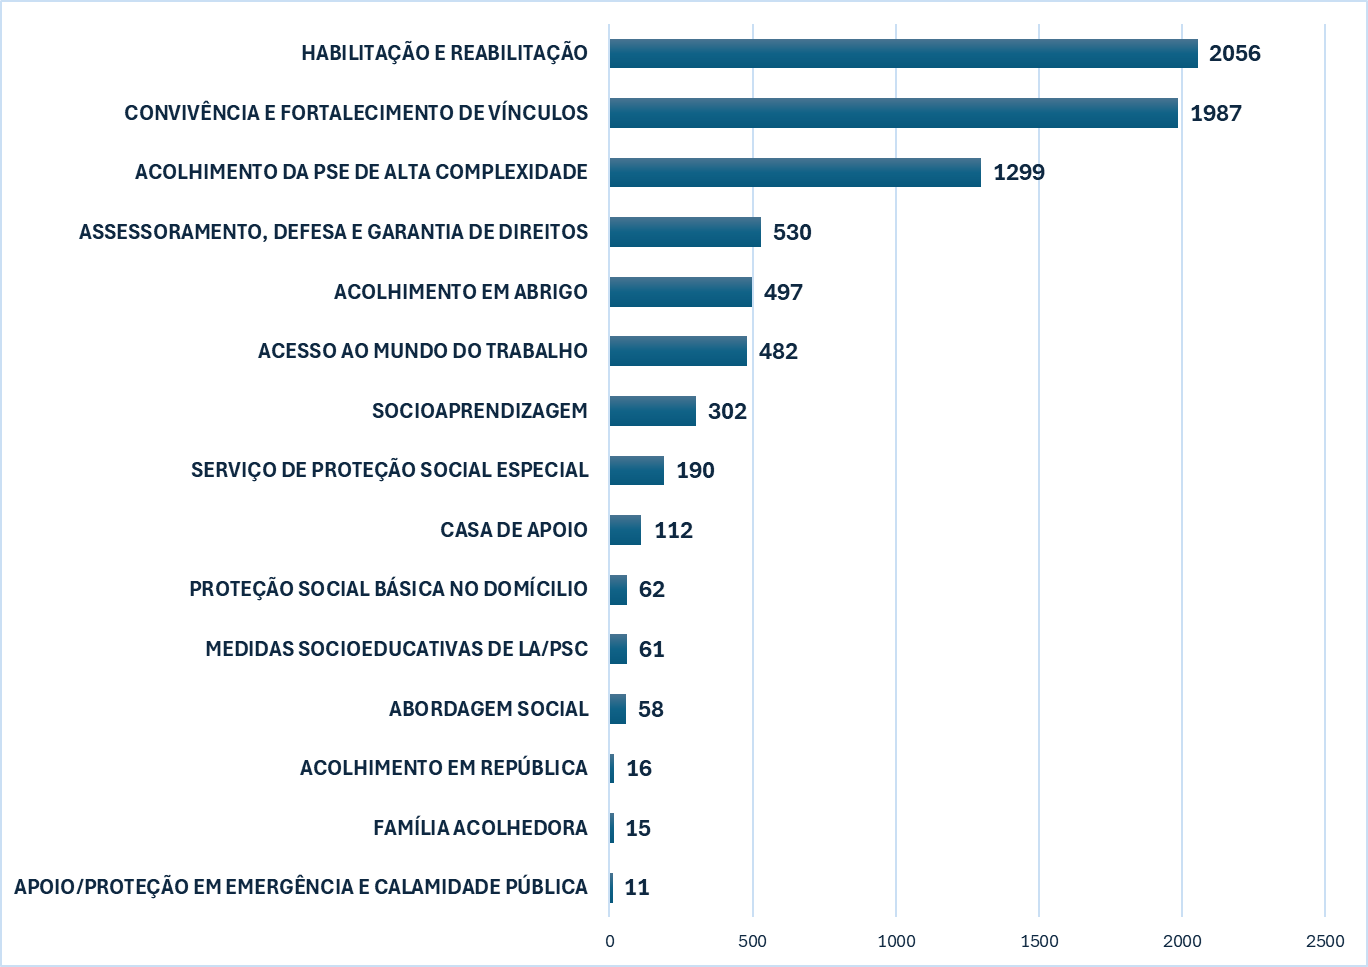 HABILITAÇÃO E REABILITAÇÃO 2056
CONVIVÊNCIA E FORTALECIMENTO DE VÍNCULOS 1987
ACOLHIMENTO DA PSE DE ALTA COMPLEXIDADE 1299
ASSESSORAMENTO, DEFESA E GARANTIA DE DIREITOS 530
ACOLHIMENTO EM ABRIGO 497
ACESSO AO MUNDO DO TRABALHO 482
SOCIOAPRENDIZAGEM 302
SERVIÇO DE PROTEÇÃO SOCIAL ESPECIAL 190
CASA DE APOIO 112
PROTEÇÃO SOCIAL BÁSICA NO DOMÍCILIO 62
MEDIDAS SOCIOEDUCATIVAS DE LA/PSC 61
ABORDAGEM SOCIAL 58
ACOLHIMENTO EM REPÚBLICA 16
FAMÍLIA ACOLHEDORA 15
APOIO/PROTEÇÃO EM EMERGÊNCIA E CALAMIDADE PÚBLICA 11
0 500 1000 1500 2000 2500